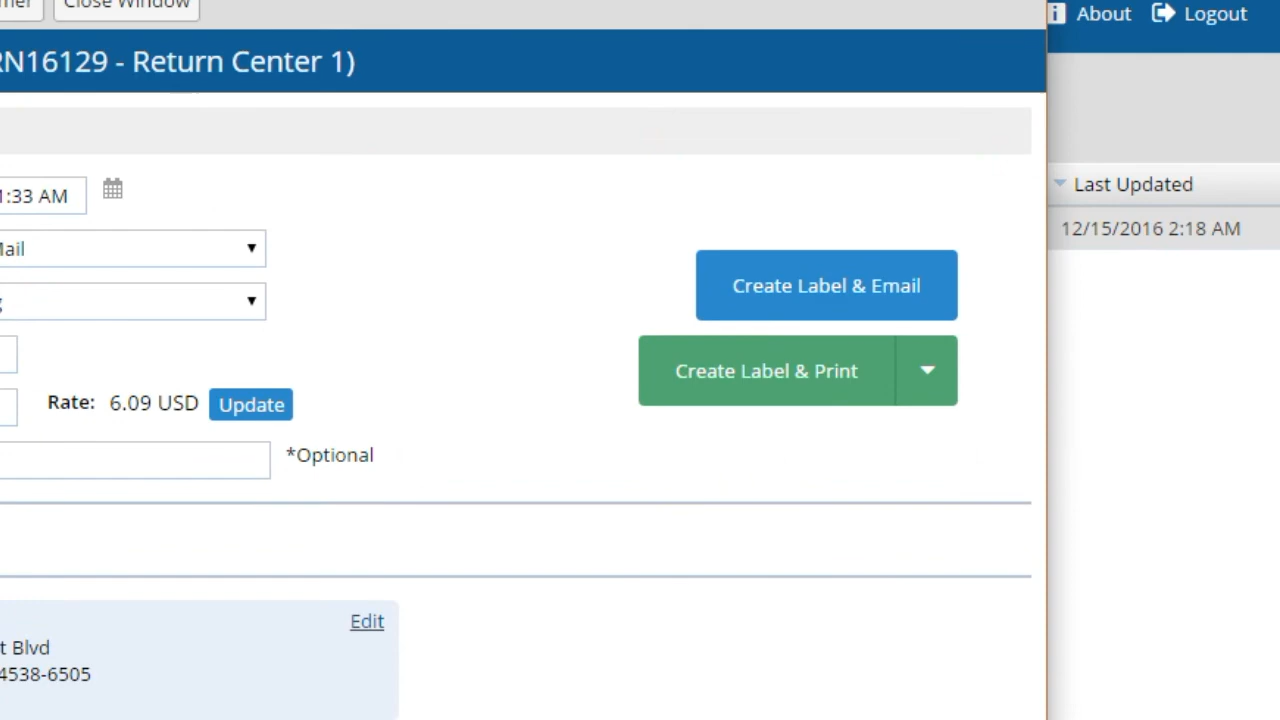 Close Window
About
Logout
RN16129 - Return Center 1)
Last Updated
12/15/2016 2:18 AM
:33 AM
Mail
Create Label & Email
Create Label & Print
Rate: 6.09 USD Update
*Optional
Edit
t Blvd
4538-6505